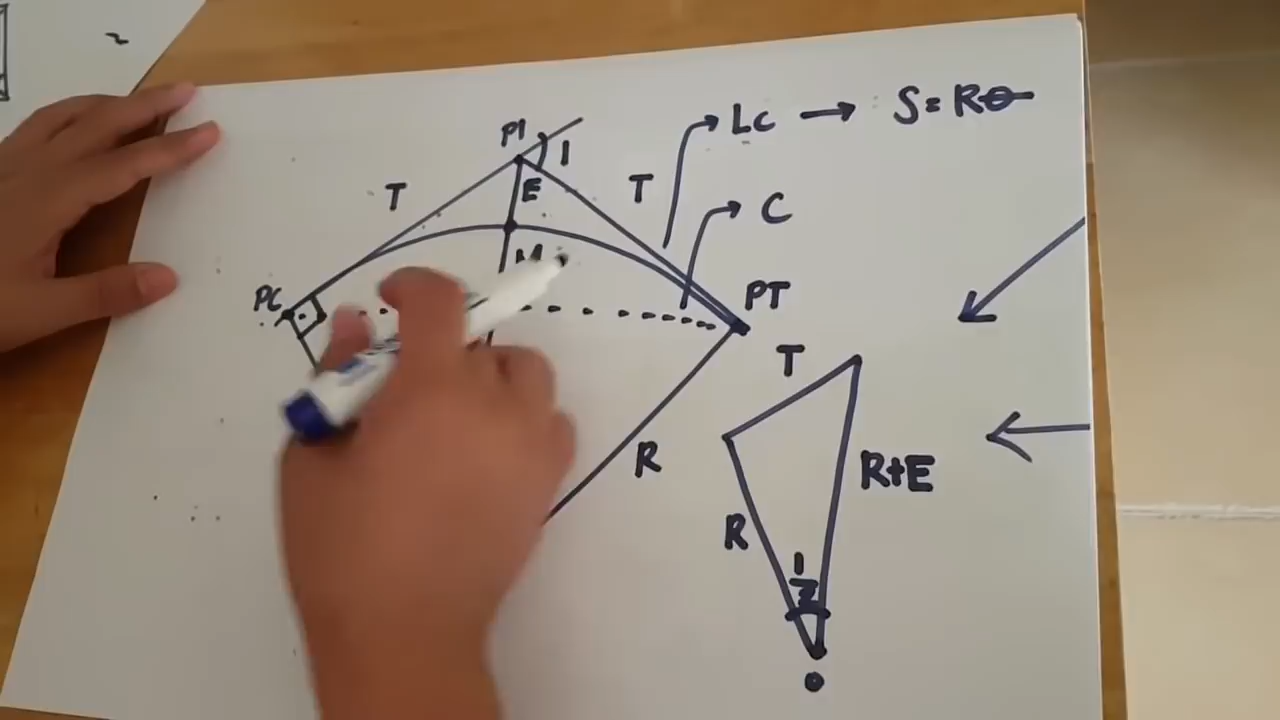 PI
I
Lc → S = Rθ
T
E
T
C
M
PC
PT
T
R
R+E
R
I/2
O